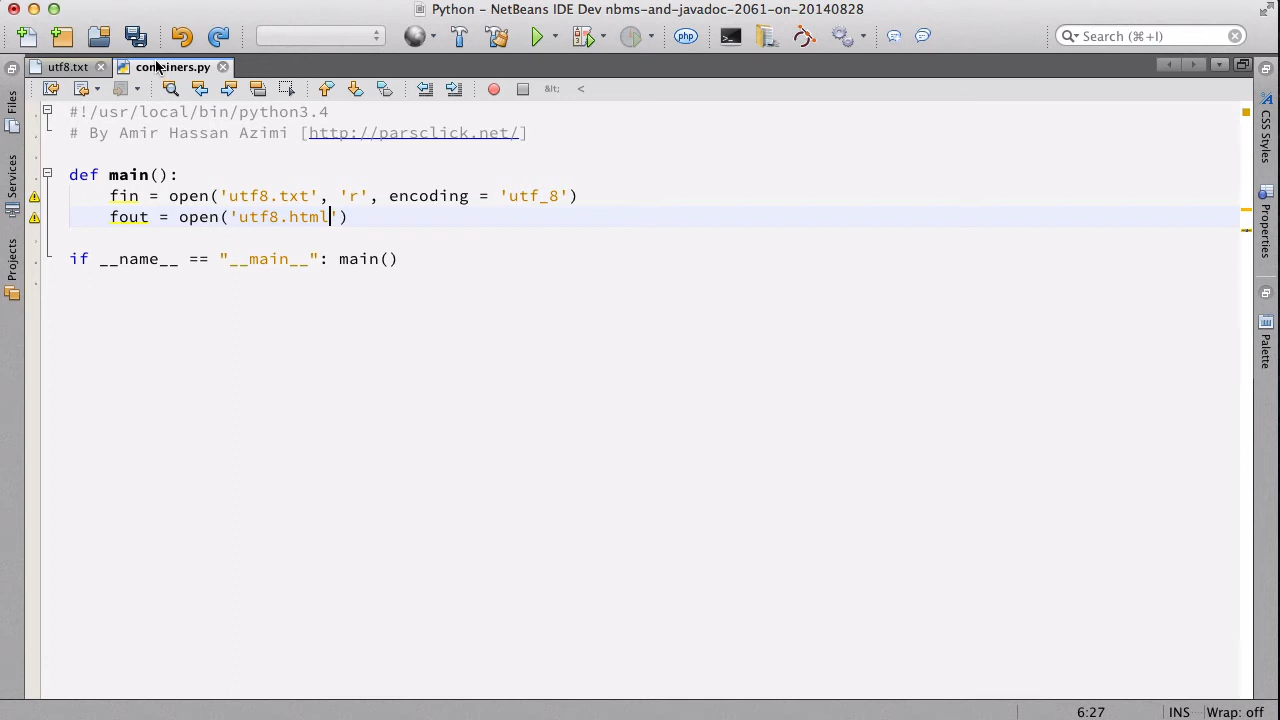 Python - NetBeans IDE Dev nbms-and-javadoc-2061-on-20140828
php
Search (⌘+I)
utf8.txt
&lt;
<
#!/usr/local/bin/python3.4
# By Amir Hassan Azimi [http://parsclick.net/]
def main():
fin = open('utf8.txt', 'r', encoding = 'utf_8')
fout = open('utf8.html')
if __name__ == "__main__": main()
Files
Services
Projects
CSS Styles
Properties
Palette
6:27
INS
Wrap: off